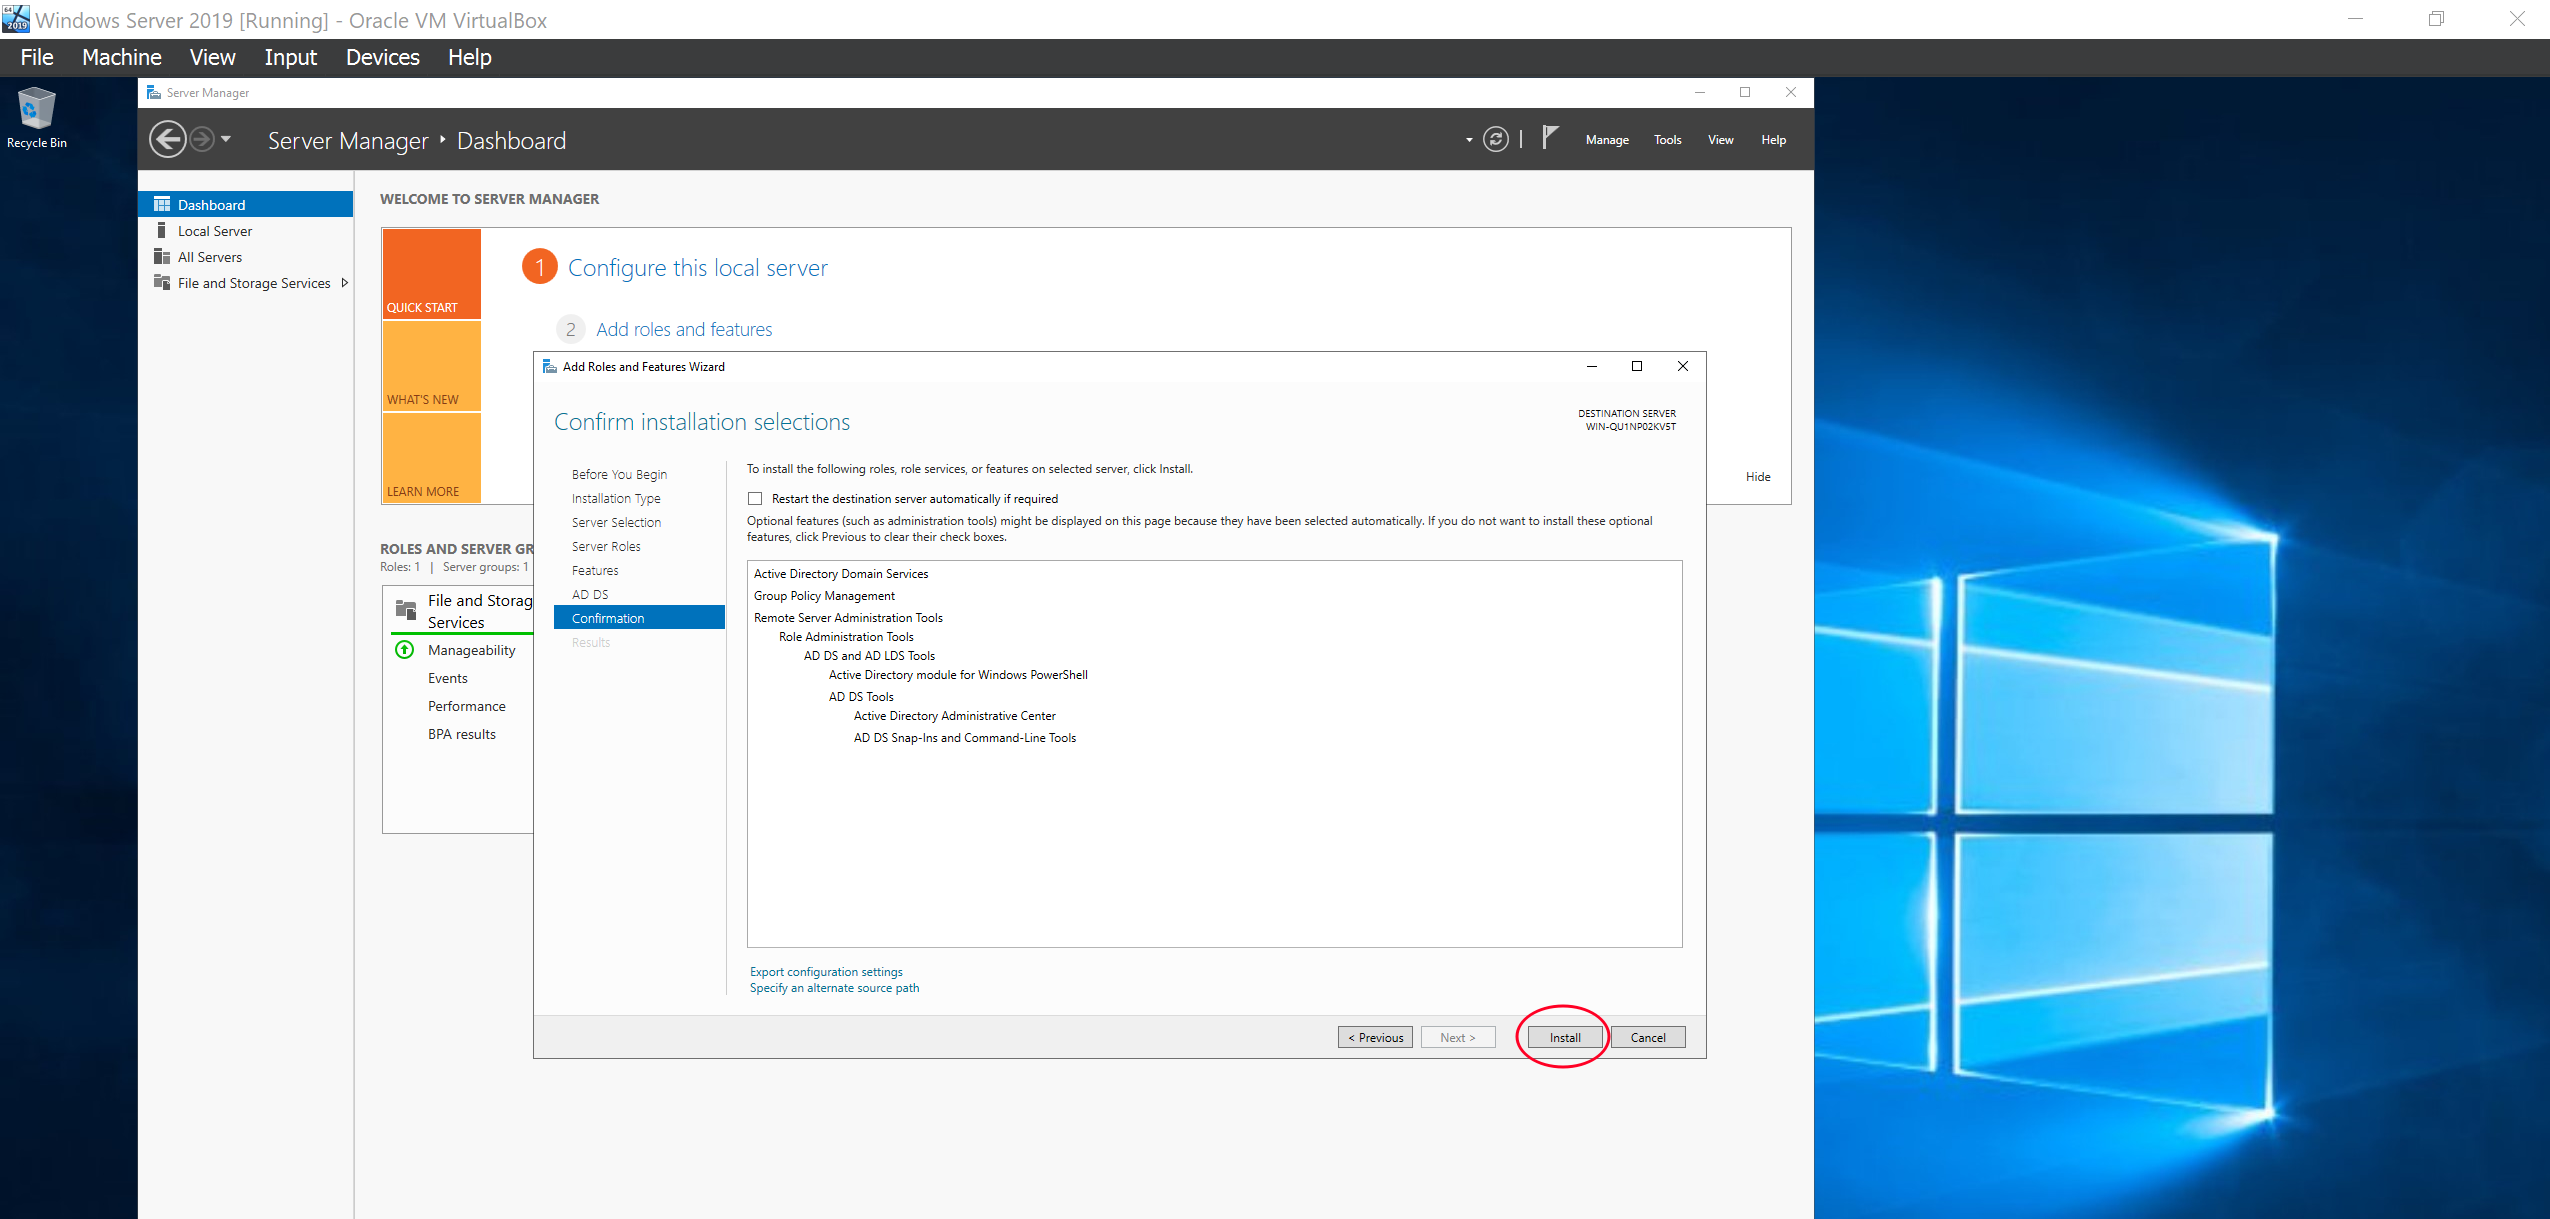 64
2019
Windows Server 2019 [Running] - Oracle VM VirtualBox
File Machine View Input Devices Help
Recycle Bin
Server Manager
Server Manager ‣ Dashboard
Manage Tools View Help
Dashboard
Local Server
All Servers
File and Storage Services
WELCOME TO SERVER MANAGER
QUICK START
WHAT'S NEW
LEARN MORE
1 Configure this local server
2 Add roles and features
Hide
ROLES AND SERVER GR
Roles: 1 | Server groups: 1
File and Storag
Services
Manageability
Events
Performance
BPA results
Add Roles and Features Wizard
Confirm installation selections
DESTINATION SERVER
WIN-QU1NP02KV5T
Before You Begin
Installation Type
Server Selection
Server Roles
Features
AD DS
Confirmation
Results
To install the following roles, role services, or features on selected server, click Install.
Restart the destination server automatically if required
Optional features (such as administration tools) might be displayed on this page because they have been selected automatically. If you do not want to install these optional
features, click Previous to clear their check boxes.
Active Directory Domain Services
Group Policy Management
Remote Server Administration Tools
Role Administration Tools
AD DS and AD LDS Tools
Active Directory module for Windows PowerShell
AD DS Tools
Active Directory Administrative Center
AD DS Snap-Ins and Command-Line Tools
Export configuration settings
Specify an alternate source path
< Previous
Next >
Install
Cancel